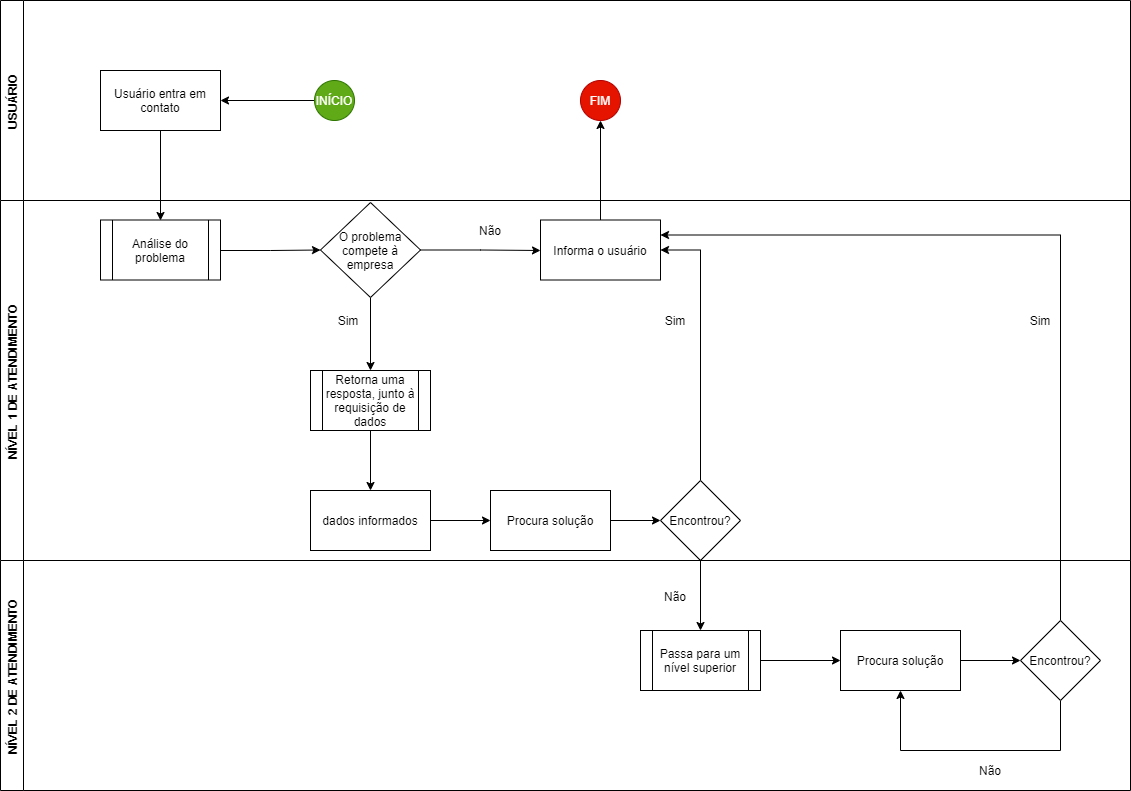 USUÁRIO
Usuário entra em
contato
INÍCIO
FIM
NÍVEL 1 DE ATENDIMENTO
Análise do
problema
O problema
compete à
empresa
Não
Informa o usuário
Sim
Sim
Sim
Retorna uma
resposta, junto à
requisição de
dados
dados informados
Procura solução
Encontrou?
NÍVEL 2 DE ATENDIMENTO
Não
Passa para um
nível superior
Procura solução
Encontrou?
Não